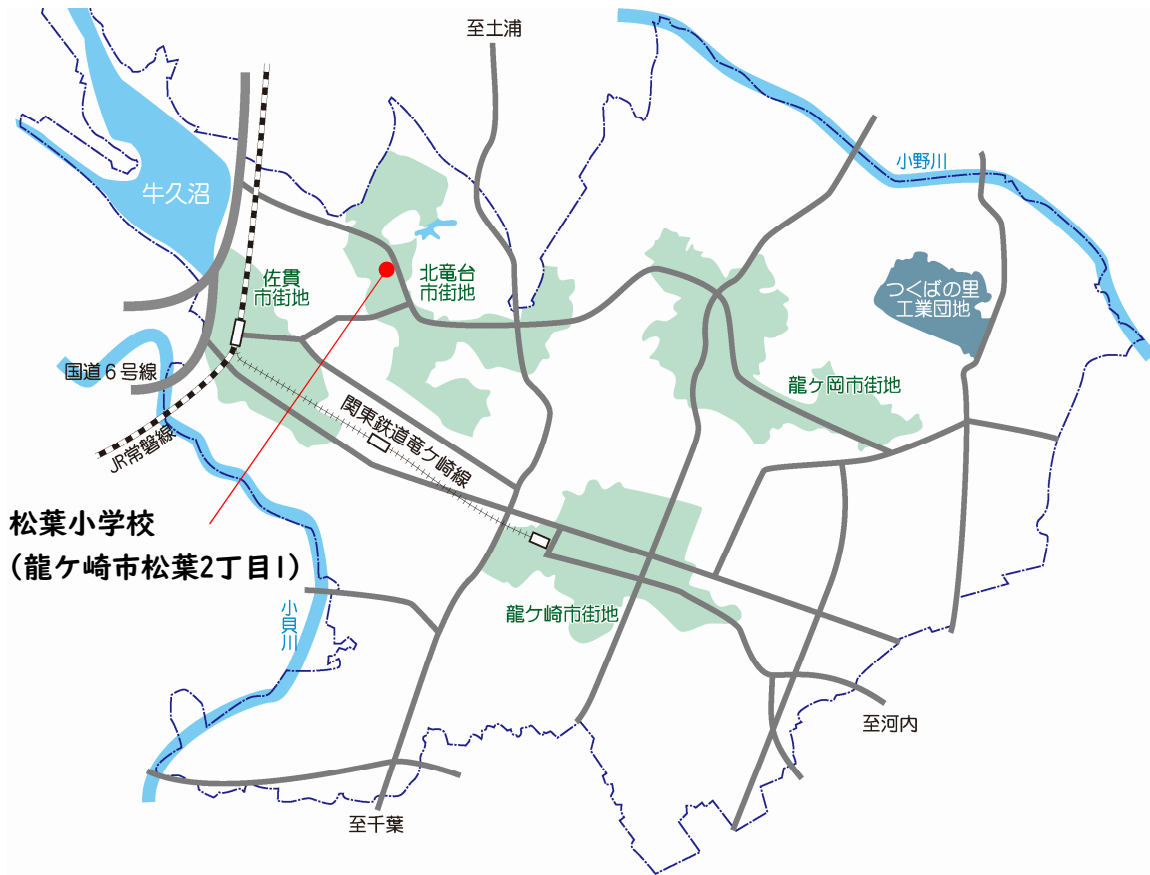 至土浦
小野川
牛久沼
佐貫
市街地
北竜台
市街地
つくばの里
工業団地
国道6号線
龍ヶ岡市街地
JR常磐線
関東鉄道竜ケ崎線
松葉小学校
(龍ケ崎市松葉2丁目1)
小貝川
龍ケ崎市街地
至河内
至千葉